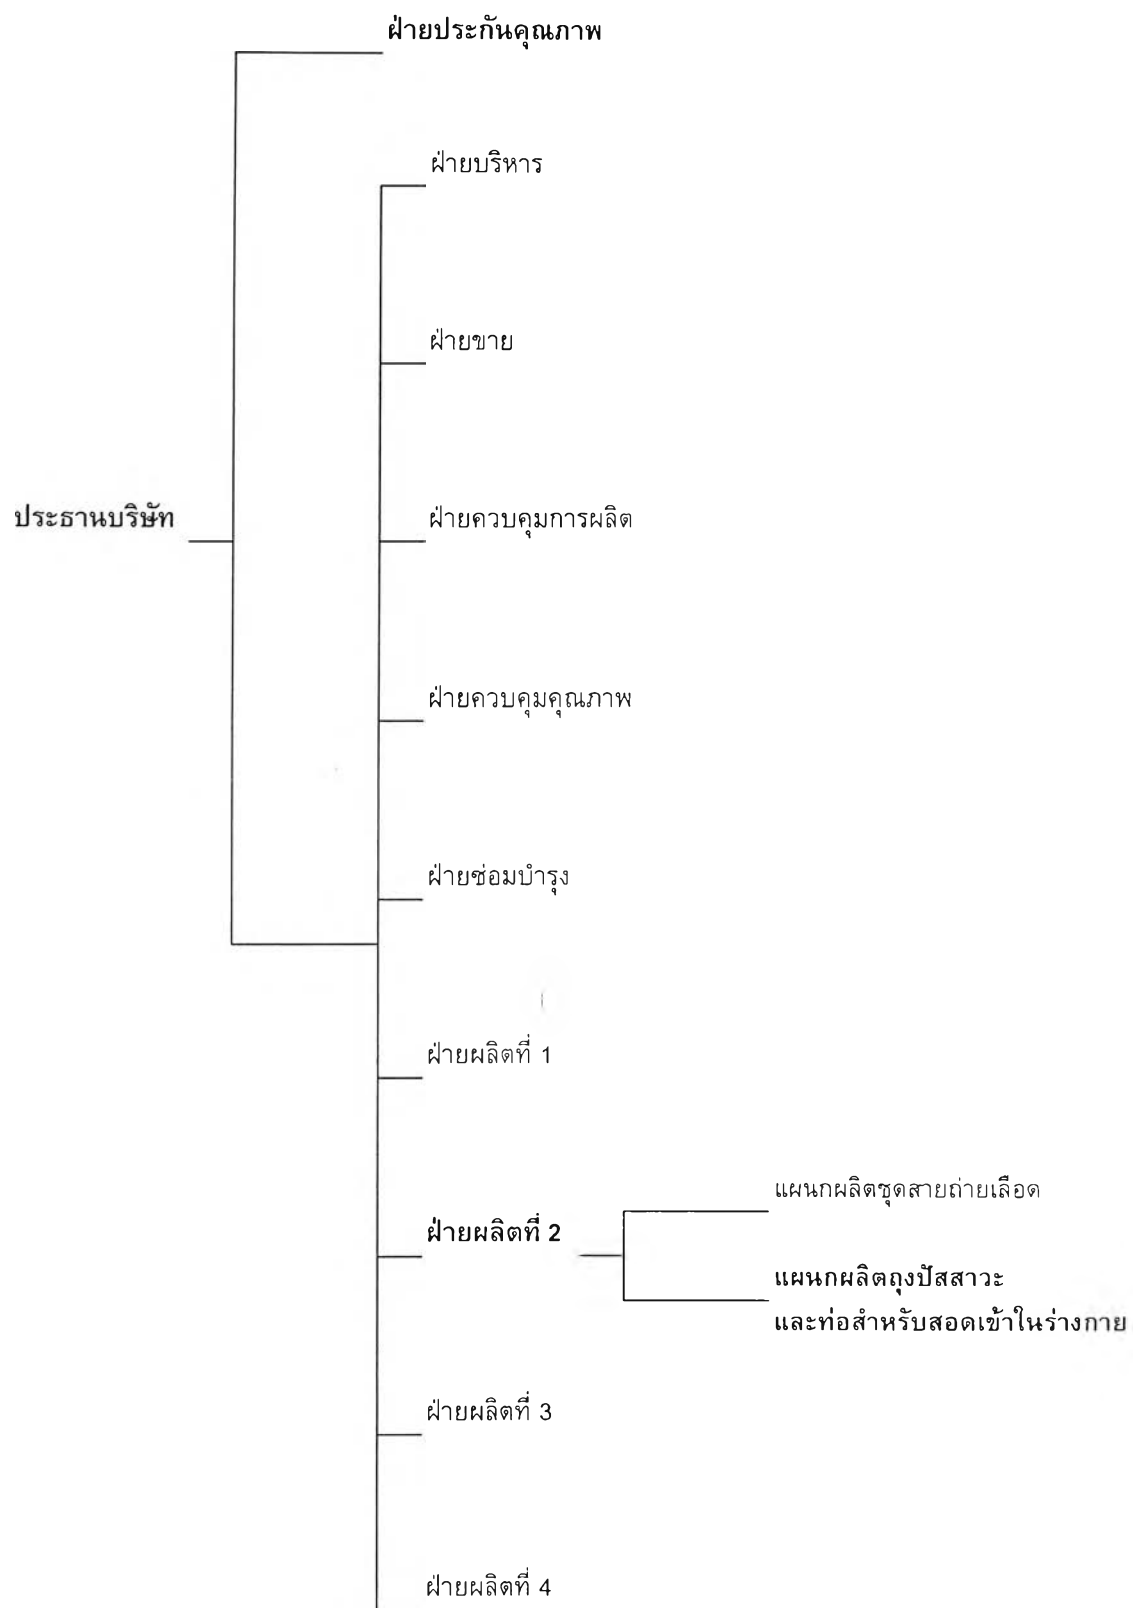 ฝ่ายประกันคุณภาพ
ฝ่ายบริหาร
ฝ่ายขาย
ประธานบริษัท
ฝ่ายควบคุมการผลิต
ฝ่ายควบคุมคุณภาพ
ฝ่ายซ่อมบำรุง
ฝ่ายผลิตที่ 1
แผนกผลิตชุดสายถ่ายเลือด
ฝ่ายผลิตที่ 2
แผนกผลิตถุงปัสสาวะ
และท่อสำหรับสอดเข้าในร่างกาย
ฝ่ายผลิตที่ 3
ฝ่ายผลิตที่ 4